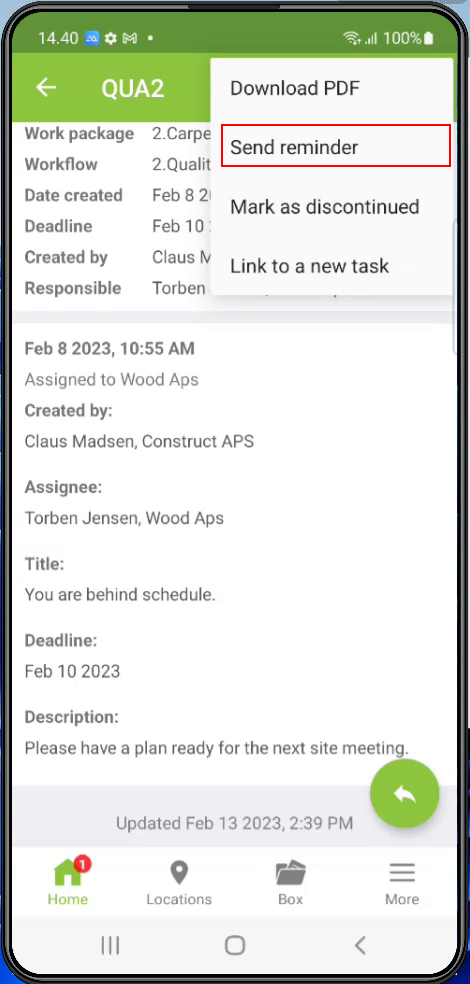 14.40 100%
QUA2
Download PDF
Send reminder
Mark as discontinued
Link to a new task
Work package 2.Carpe
Workflow 2.Qualit
Date created Feb 8 2
Deadline Feb 10
Created by Claus M
Responsible Torben
Feb 8 2023, 10:55 AM
Assigned to Wood Aps
Created by:
Claus Madsen, Construct APS
Assignee:
Torben Jensen, Wood Aps
Title:
You are behind schedule.
Deadline:
Feb 10 2023
Description:
Please have a plan ready for the next site meeting.
Updated Feb 13 2023, 2:39 PM
1
Home Locations Box More